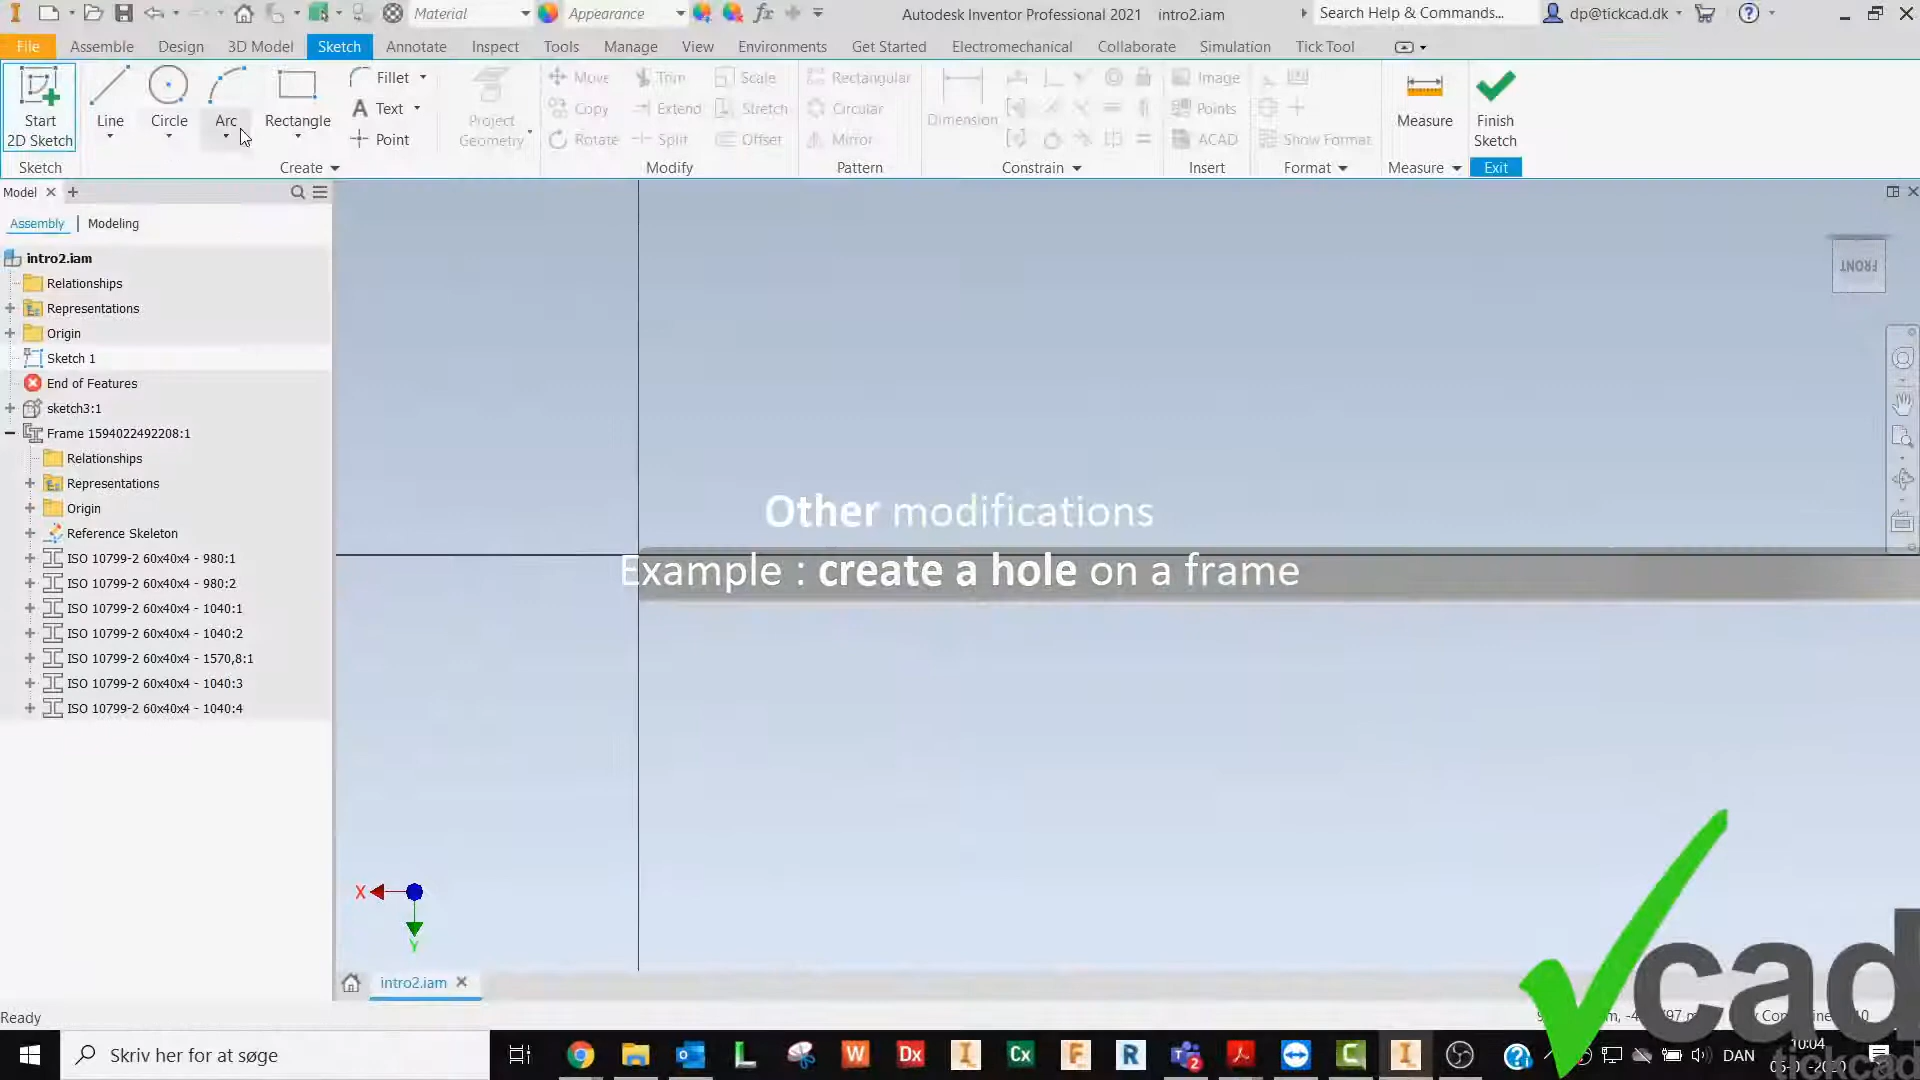 Material
Appearance
Autodesk Inventor Professional 2021 intro2.iam
Search Help & Commands...
dp@tickcad.dk
File Assemble Design 3D Model Sketch Annotate Inspect Tools Manage View Environments Get Started Electromechanical Collaborate Simulation Tick Tool
Start
2D Sketch
Line
Circle
Arc
Rectangle
Fillet
Text
Point
Project
Geometry
Move Trim Scale
Copy Extend Stretch
Rotate Split Offset
Rectangular
Circular
Mirror
Dimension
Image
Points
ACAD
Show Format
Measure
Finish
Sketch
Sketch Create Modify Pattern Constrain Insert Format Measure Exit
Model
Assembly Modeling
intro2.iam
Relationships
Representations
Origin
Sketch 1
End of Features
sketch3:1
Frame 1594022492208:1
Relationships
Representations
Origin
Reference Skeleton
ISO 10799-2 60x40x4 - 980:1
ISO 10799-2 60x40x4 - 980:2
ISO 10799-2 60x40x4 - 1040:1
ISO 10799-2 60x40x4 - 1040:2
ISO 10799-2 60x40x4 - 1570,8:1
ISO 10799-2 60x40x4 - 1040:3
ISO 10799-2 60x40x4 - 1040:4
FRONT
Other modifications
Example : create a hole on a frame
X
Y
intro2.iam
Ready
cad
tickcad
Skriv her for at søge
DAN
10:04